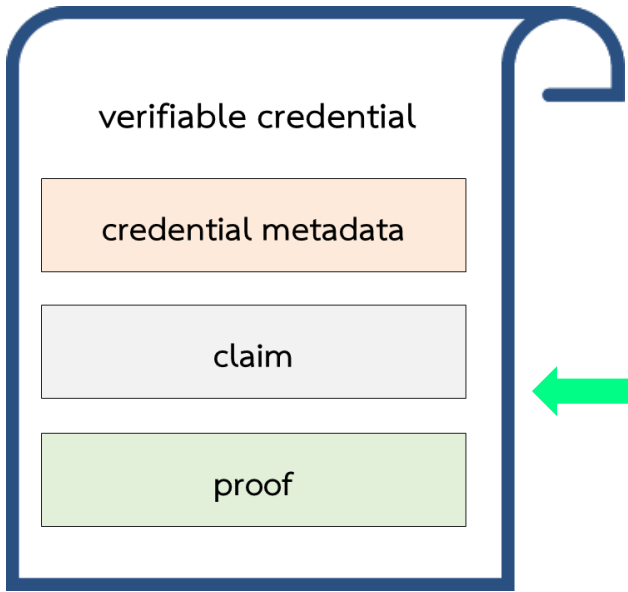 verifiable credential
credential metadata
claim
proof